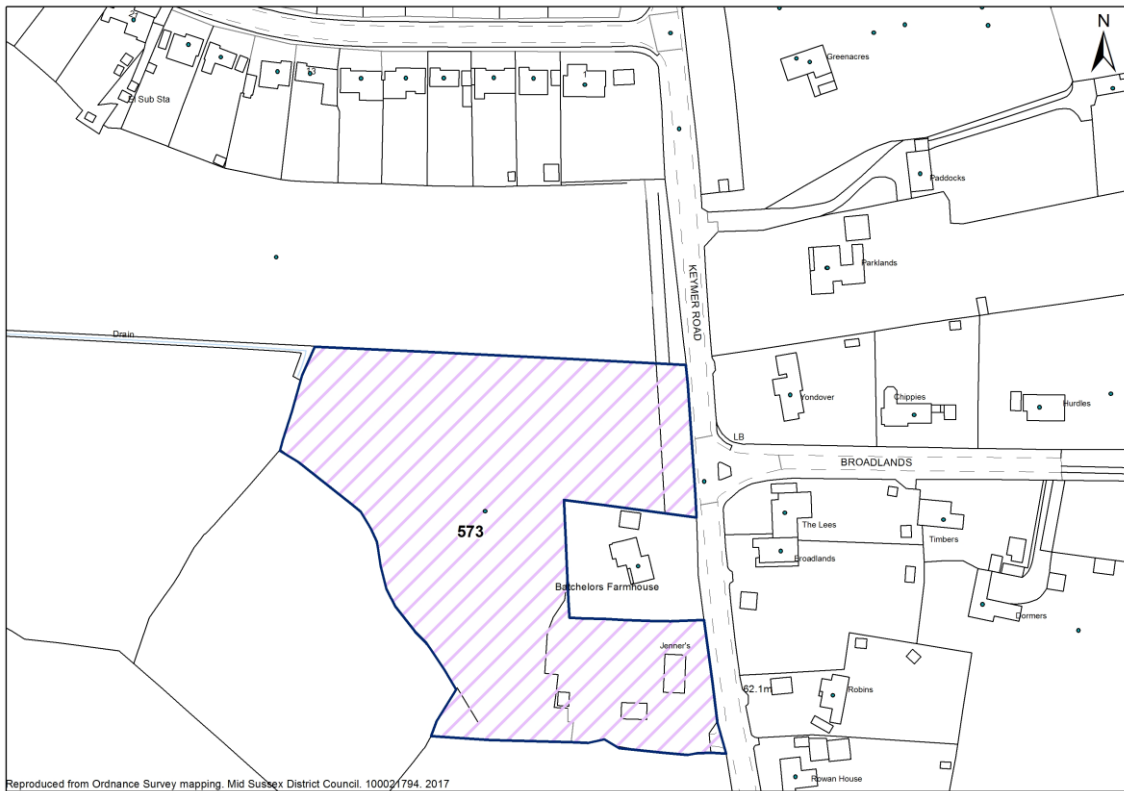 21
N
13
1
Greenacres
El Sub Sta
Paddocks
KEYMER ROAD
Parklands
Drain
Yondover
Chippies
Hurdles
LB
BROADLANDS
573
The Lees
Timbers
Broadlands
Batchelors Farmhouse
Dormers
Jenner's
62.1m
Robins
Rowan House
Reproduced from Ordnance Survey mapping. Mid Sussex District Council. 100021794. 2017